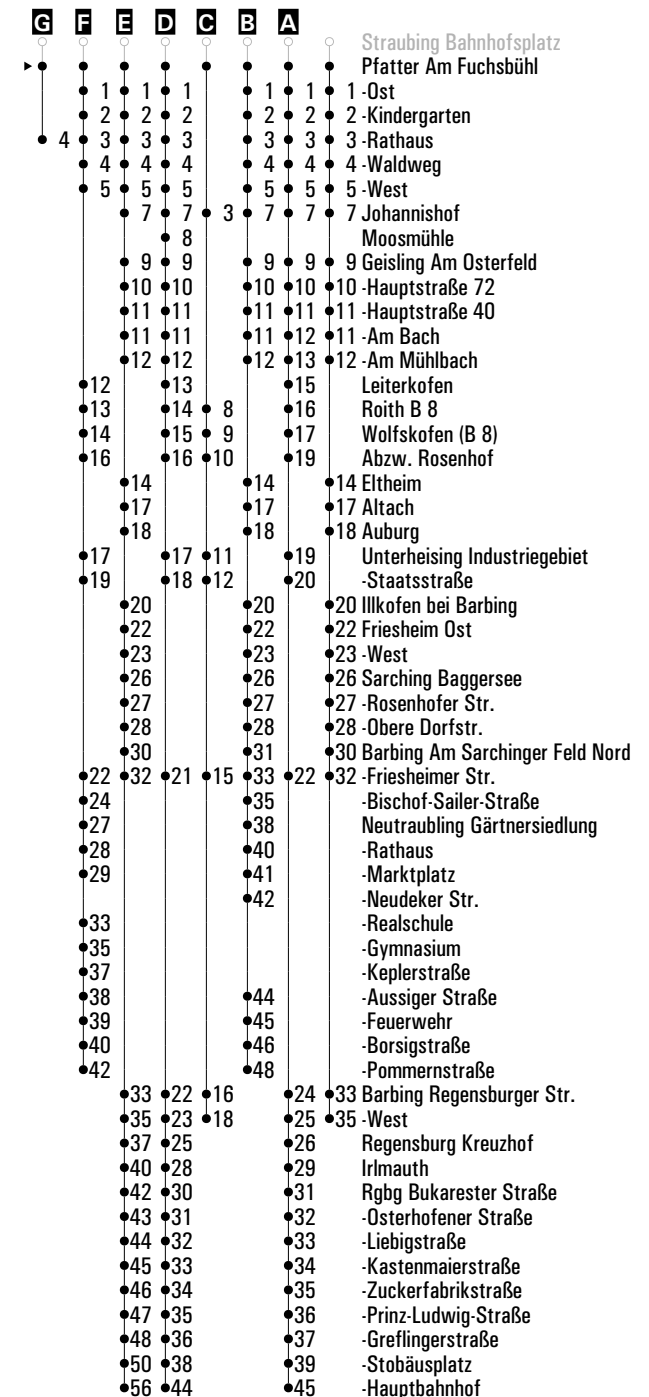 G F E D C B A
Straubing Bahnhofsplatz
Pfatter Am Fuchsbühl
1 1 1 1 1 1 -Ost
2 2 2 2 2 2 -Kindergarten
4 3 3 3 3 3 3 -Rathaus
4 4 4 4 4 4 -Waldweg
5 5 5 5 5 5 -West
7 7 3 7 7 7 Johannishof
8 Moosmühle
9 9 9 9 9 Geisling Am Osterfeld
10 10 10 10 10 -Hauptstraße 72
11 11 11 11 11 -Hauptstraße 40
11 11 11 12 11 -Am Bach
12 12 12 13 12 -Am Mühlbach
12 13 15 Leiterkofen
13 14 8 16 Roith B 8
14 15 9 17 Wolfskofen (B 8)
16 16 10 19 Abzw. Rosenhof
14 14 14 Eltheim
17 17 17 Altach
18 18 18 Auburg
17 17 11 19 Unterheising Industriegebiet
19 18 12 20 -Staatsstraße
20 20 20 Illkofen bei Barbing
22 22 22 Friesheim Ost
23 23 23 -West
26 26 26 Sarching Baggersee
27 27 27 -Rosenhofer Str.
28 28 28 -Obere Dorfstr.
30 31 30 Barbing Am Sarchinger Feld Nord
22 32 21 15 33 22 32 -Friesheimer Str.
24 35 -Bischof-Sailer-Straße
27 38 Neutraubling Gärtnersiedlung
28 40 -Rathaus
29 41 -Marktplatz
42 -Neudeker Str.
33 -Realschule
35 -Gymnasium
37 -Keplerstraße
38 44 -Aussiger Straße
39 45 -Feuerwehr
40 46 -Borsigstraße
42 48 -Pommernstraße
33 22 16 24 33 Barbing Regensburger Str.
35 23 18 25 35 -West
37 25 26 Regensburg Kreuzhof
40 28 29 Irlmauth
42 30 31 Rgbg Bukarester Straße
43 31 32 -Osterhofener Straße
44 32 33 -Liebigstraße
45 33 34 -Kastenmaierstraße
46 34 35 -Zuckerfabrikstraße
47 35 36 -Prinz-Ludwig-Straße
48 36 37 -Greflingerstraße
50 38 39 -Stobäusplatz
56 44 45 -Hauptbahnhof